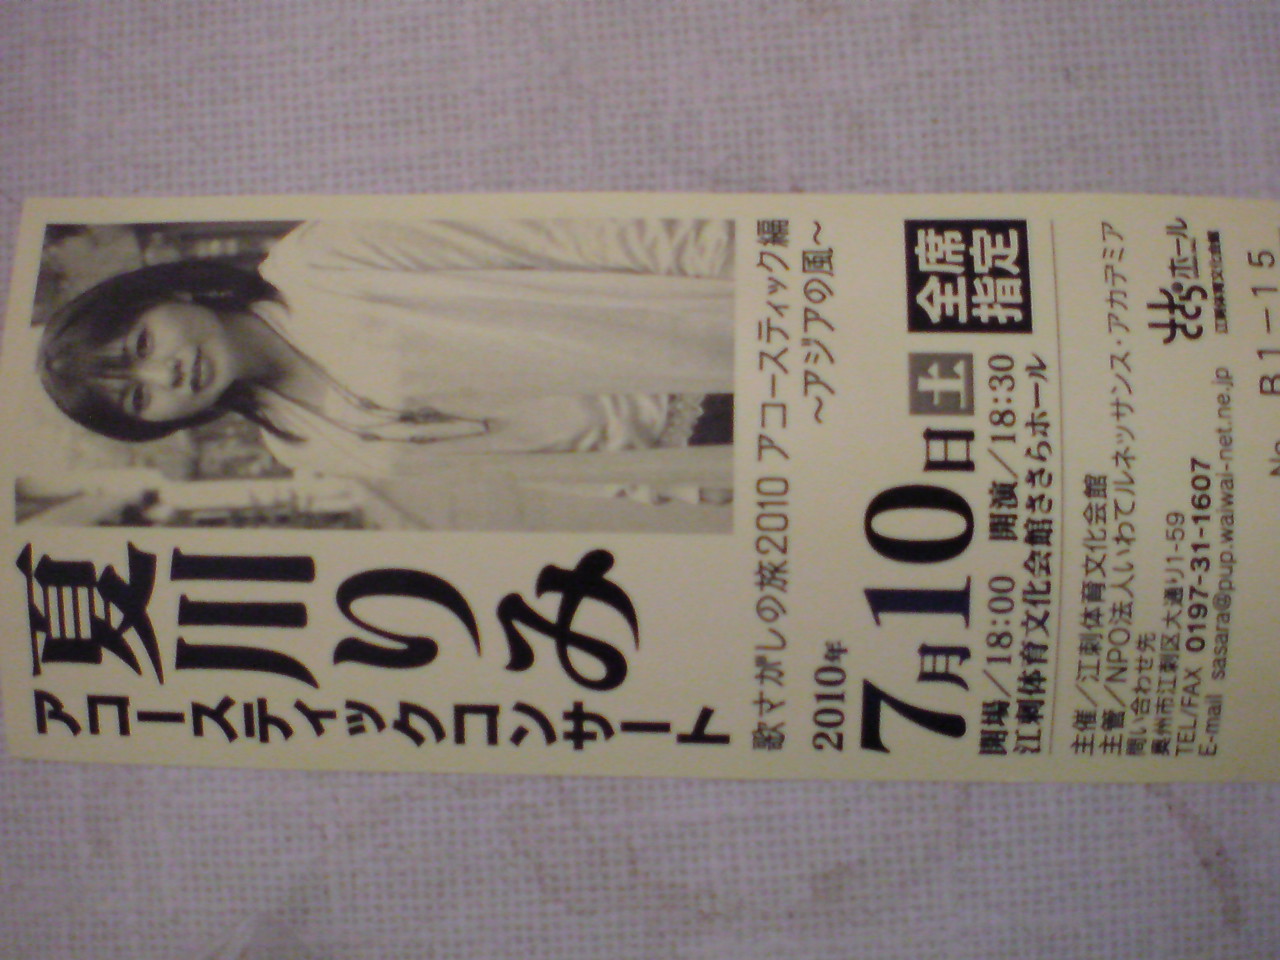 夏川りみ
アコースティックコンサート
歌さがしの旅2010 アコースティック編
～アジアの風～
2010年
7月10日 土
全席
指定
開場/18:00 開演/18:30
江刺体育文化会館ささらホール
主催/江刺体育文化会館
主管/NPO法人いわてルネッサンス・アカデミア
問い合わせ先
奥州市江刺区大通り1-59
TEL/FAX 0197-31-1607
E-mail sasara@pup.waiwai-net.ne.jp
ささらホール
江刺体育文化会館
No. B1-15